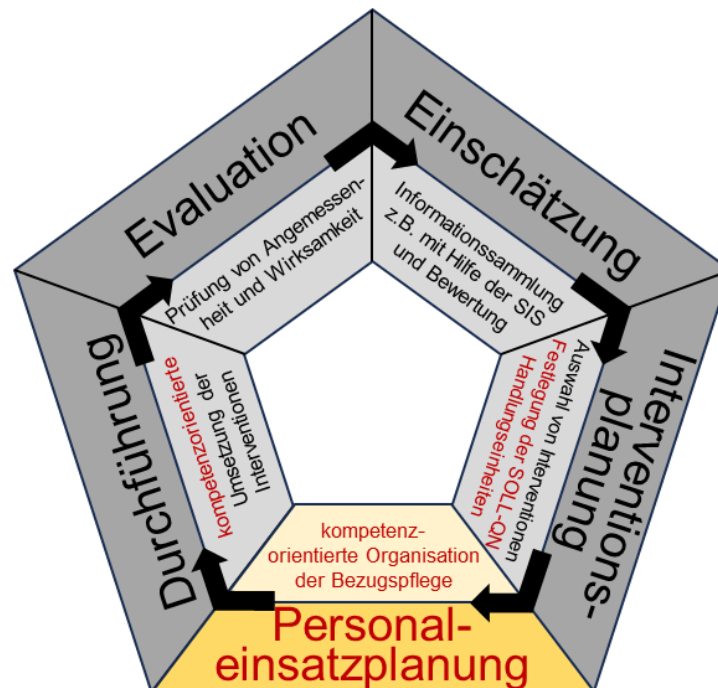 Einschätzung
Informationssammlung
z.B. mit Hilfe der SIS
und Bewertung
Interventions-
planung
Auswahl von Interventionen
Festlegung der SOLL-QN
Handlungseinheiten
Personal-
einsatzplanung
kompetenz-
orientierte Organisation
der Bezugspflege
Durchführung
kompetenzorientierte
Umsetzung der
Interventionen
Evaluation
Prüfung von Angemessen-
heit und Wirksamkeit